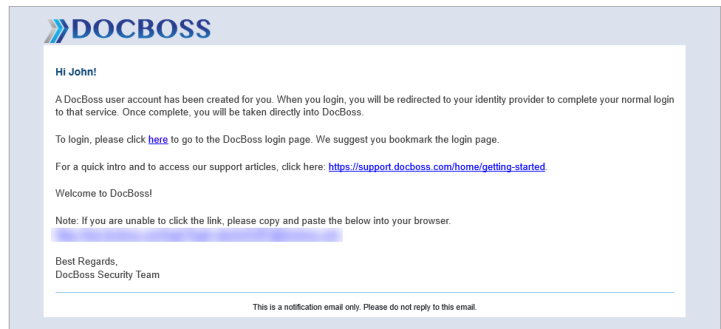 DOCBOSS
Hi John!
A DocBoss user account has been created for you. When you login, you will be redirected to your identity provider to complete your normal login
to that service. Once complete, you will be taken directly into DocBoss.
To login, please click here to go to the DocBoss login page. We suggest you bookmark the login page.
For a quick intro and to access our support articles, click here: https://support.docboss.com/home/getting-started.
Welcome to DocBoss!
Note: If you are unable to click the link, please copy and paste the below into your browser.
Best Regards,
DocBoss Security Team
This is a notification email only. Please do not reply to this email.